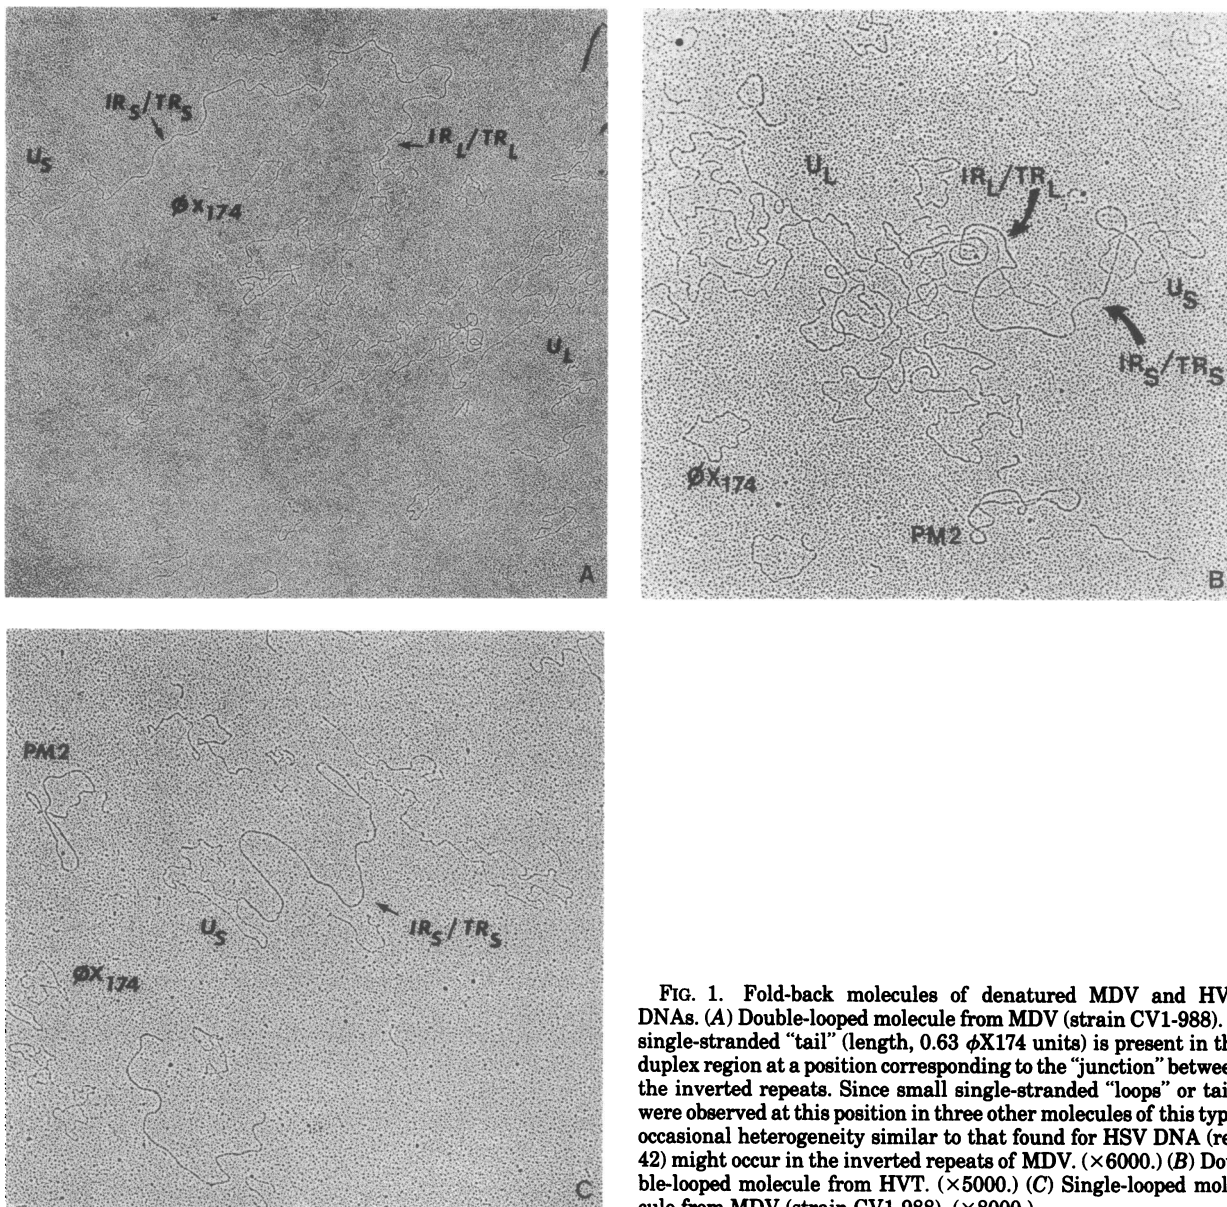 IRS/TRS
US
IRL/TRL
ØX174
UL
A
UL
IRL/TRL
US
IRS/TRS
ØX174
PM2
B
PM2
US
IRS/TRS
ØX174
C
FIG. 1. Fold-back molecules of denatured MDV and HV
DNAs. (A) Double-looped molecule from MDV (strain CV1-988).
single-stranded “tail” (length, 0.63 ϕX174 units) is present in th
duplex region at a position corresponding to the “junction” betwee
the inverted repeats. Since small single-stranded “loops” or tai
were observed at this position in three other molecules of this typ
occasional heterogeneity similar to that found for HSV DNA (re
42) might occur in the inverted repeats of MDV. (×6000.) (B) Dou
ble-looped molecule from HVT. (×5000.) (C) Single-looped mol
cule from MDV (strain CV1-988). (×8000.)